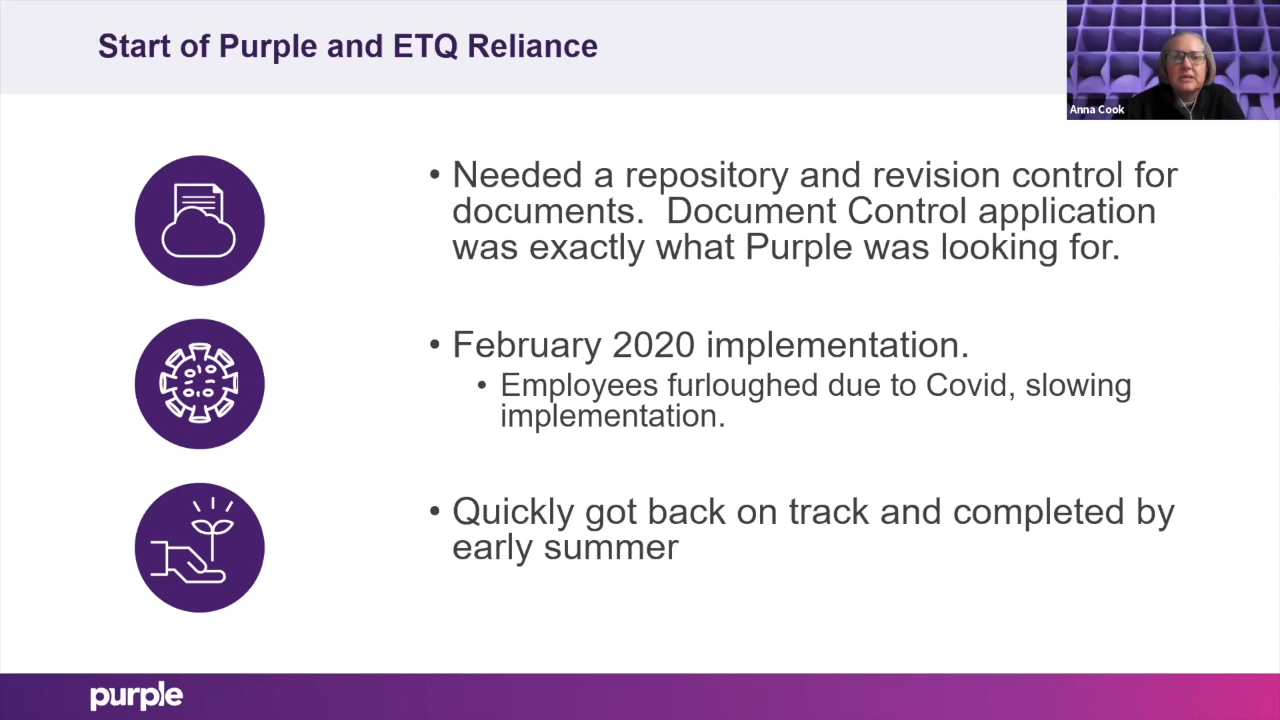 Start of Purple and ETQ Reliance
Anna Cook
• Needed a repository and revision control for
documents.  Document Control application
was exactly what Purple was looking for.
• February 2020 implementation.
• Employees furloughed due to Covid, slowing
implementation.
• Quickly got back on track and completed by
early summer
purple